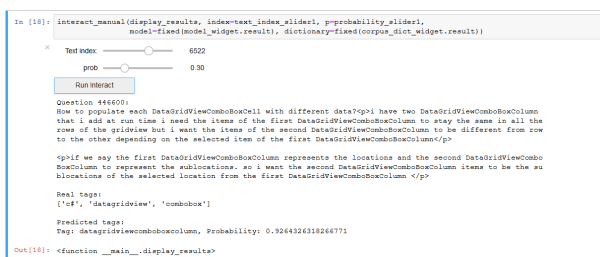 In [18]: interact_manual(display_results, index=text_index_slider1, p=probability_slider1,
model=fixed(model_widget.result), dictionary=fixed(corpus_dict_widget.result))
×
Text index: 6522
prob 0.30
Run interact
Question 446600:
How to populate each DataGridViewComboBoxCell with different data?<p>i have two DataGridViewComboBoxColumn
that i add at run time i need the items of the first DataGridViewComboBoxColumn to stay the same in all the
rows of the gridview but i want the items of the second DataGridViewComboBoxColumn to be different from row
to the other depending on the selected item of the first DataGridViewComboBoxColumn</p>
<p>if we say the first DataGridViewComboBoxColumn represents the locations and the second DataGridViewCombo
BoxColumn to represent the sublocations. so i want the second DataGridViewComboBoxColumn items to be the su
blocations of the selected location from the first DataGridViewComboBoxColumn </p>
Real tags:
['c#', 'datagridview', 'combobox']
Predicted tags:
Tag: datagridviewcomboboxcolumn, Probability: 0.9264326318266771
Out[18]: <function __main__.display_results>